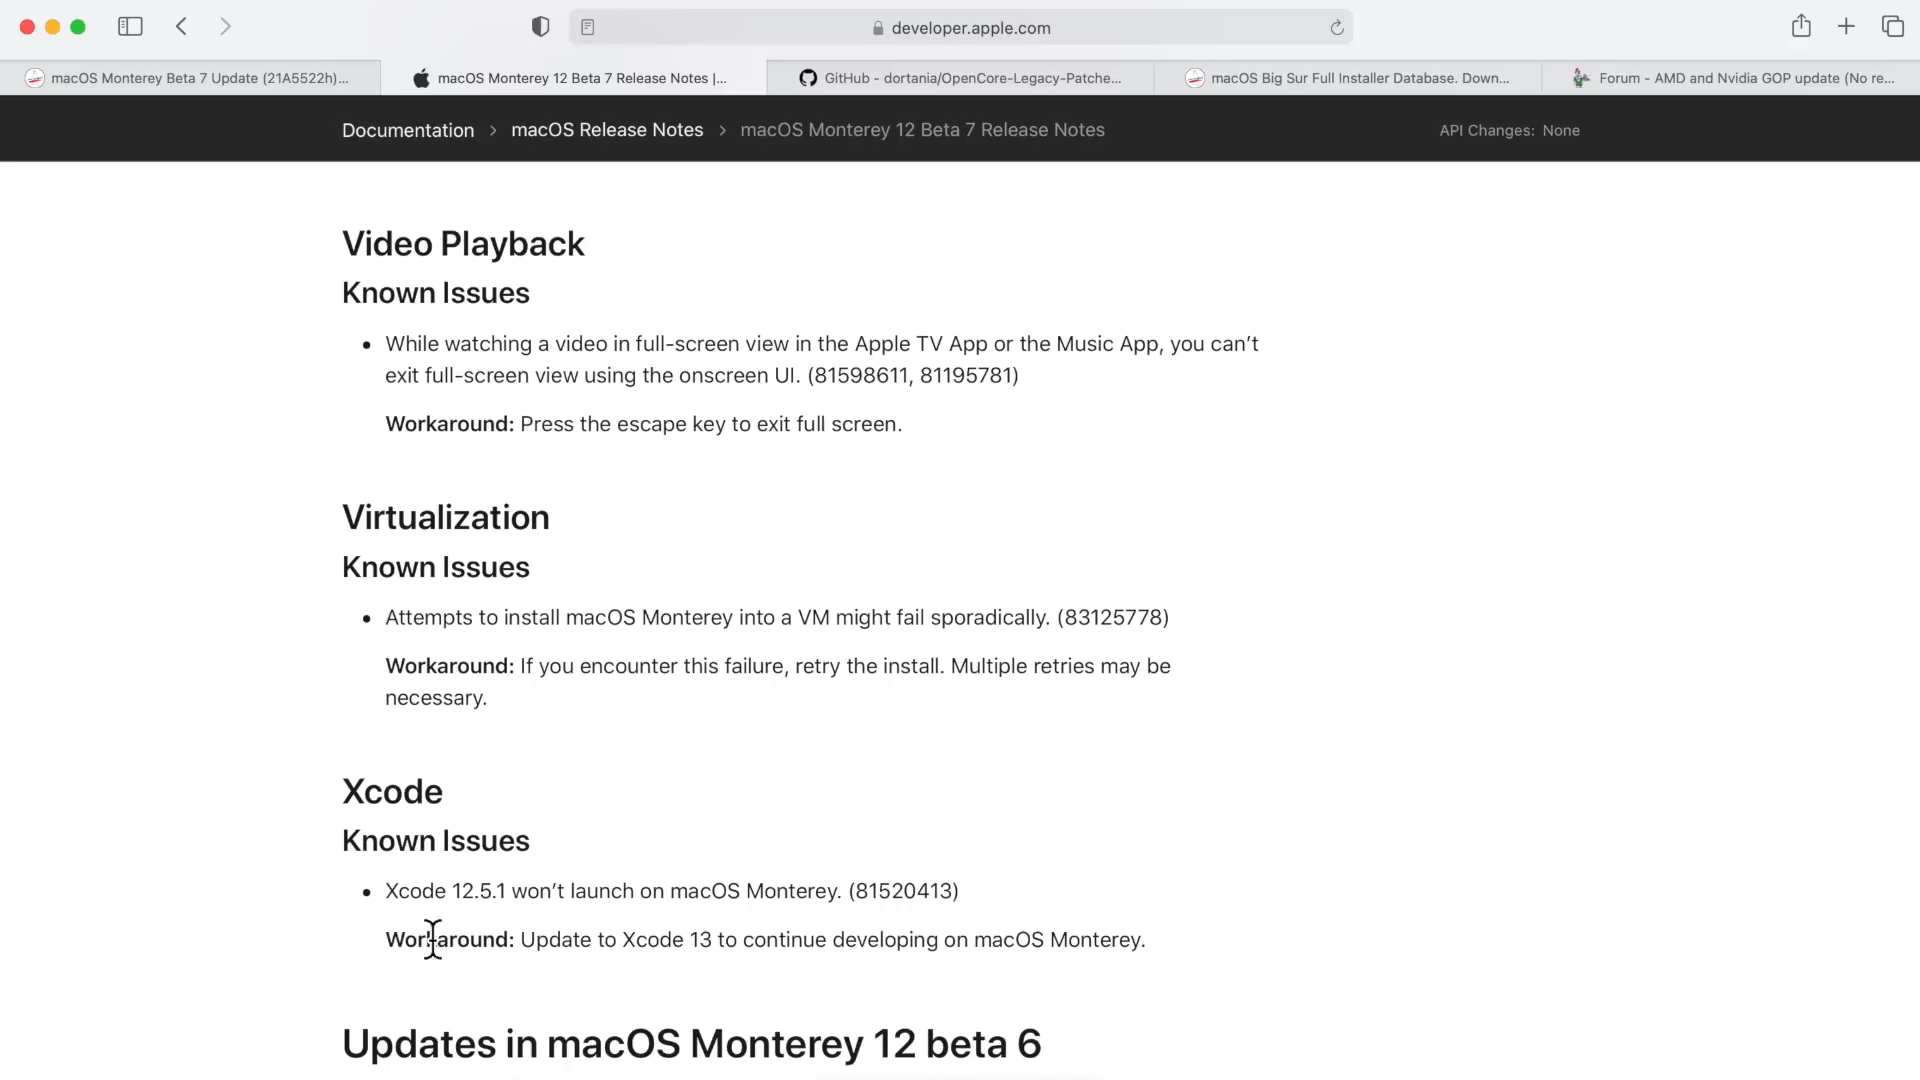 developer.apple.com
macOS Monterey Beta 7 Update (21A5522h)...
macOS Monterey 12 Beta 7 Release Notes |...
GitHub - dortania/OpenCore-Legacy-Patche...
macOS Big Sur Full Installer Database. Down...
Forum - AMD and Nvidia GOP update (No re...
Documentation > macOS Release Notes > macOS Monterey 12 Beta 7 Release Notes
API Changes: None
Video Playback
Known Issues
• While watching a video in full-screen view in the Apple TV App or the Music App, you can’t
exit full-screen view using the onscreen UI. (81598611, 81195781)
Workaround: Press the escape key to exit full screen.
Virtualization
Known Issues
• Attempts to install macOS Monterey into a VM might fail sporadically. (83125778)
Workaround: If you encounter this failure, retry the install. Multiple retries may be
necessary.
Xcode
Known Issues
• Xcode 12.5.1 won’t launch on macOS Monterey. (81520413)
Workaround: Update to Xcode 13 to continue developing on macOS Monterey.
Updates in macOS Monterey 12 beta 6